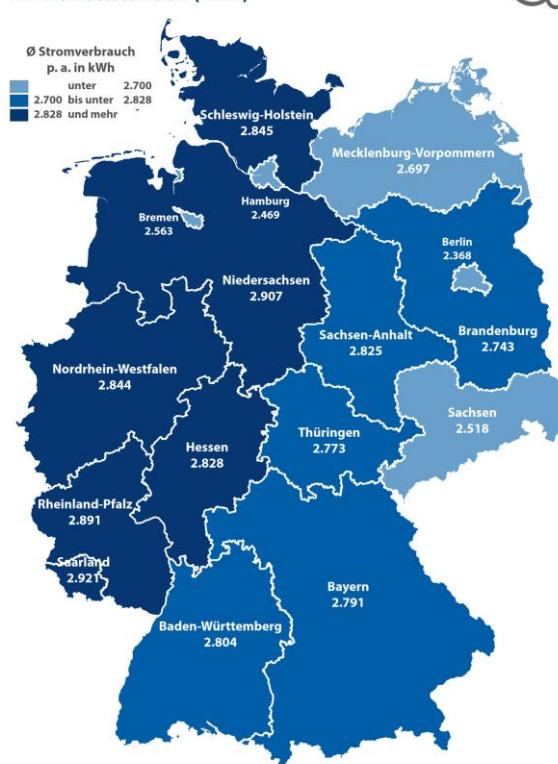 Ø Stromverbrauch
p. a. in kWh
unter 2.700
2.700 bis unter 2.828
2.828 und mehr
Schleswig-Holstein
2.845
Mecklenburg-Vorpommern
2.697
Hamburg
2.469
Bremen
2.563
Berlin
2.368
Niedersachsen
2.907
Sachsen-Anhalt
2.825
Brandenburg
2.743
Nordrhein-Westfalen
2.844
Sachsen
2.518
Thüringen
2.773
Hessen
2.828
Rheinland-Pfalz
2.891
Saarland
2.921
Bayern
2.791
Baden-Württemberg
2.804